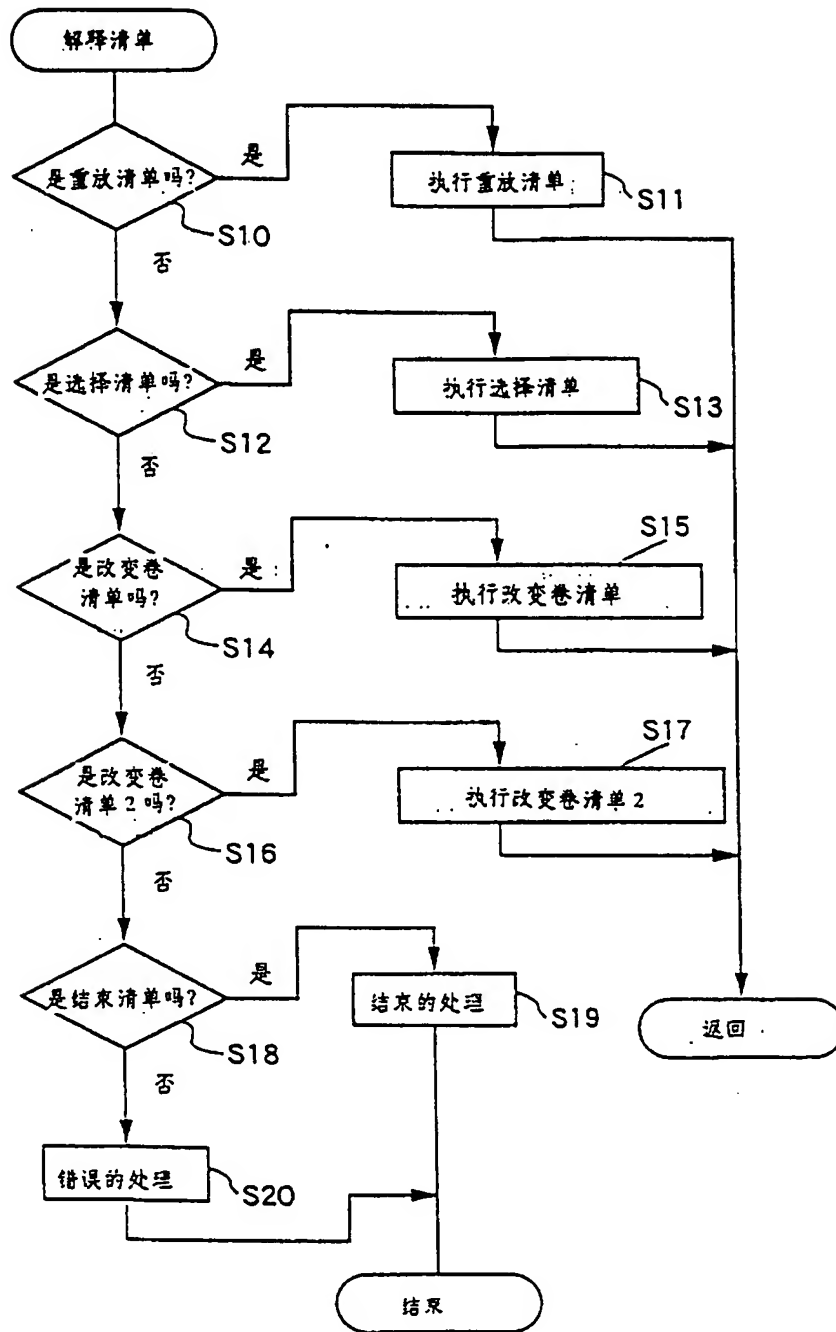 解释清单
是重放清单吗?
是
执行重放清单
S11
S10
否
是选择清单吗?
是
执行选择清单
S13
S12
否
是改变卷
清单吗?
是
S15
执行改变卷清单
S14
否
是改变卷
清单2吗?
是
S17
执行改变卷清单2
S16
否
是结束清单吗?
是
结束的处理
S19
返回
S18
否
错误的处理
S20
结束